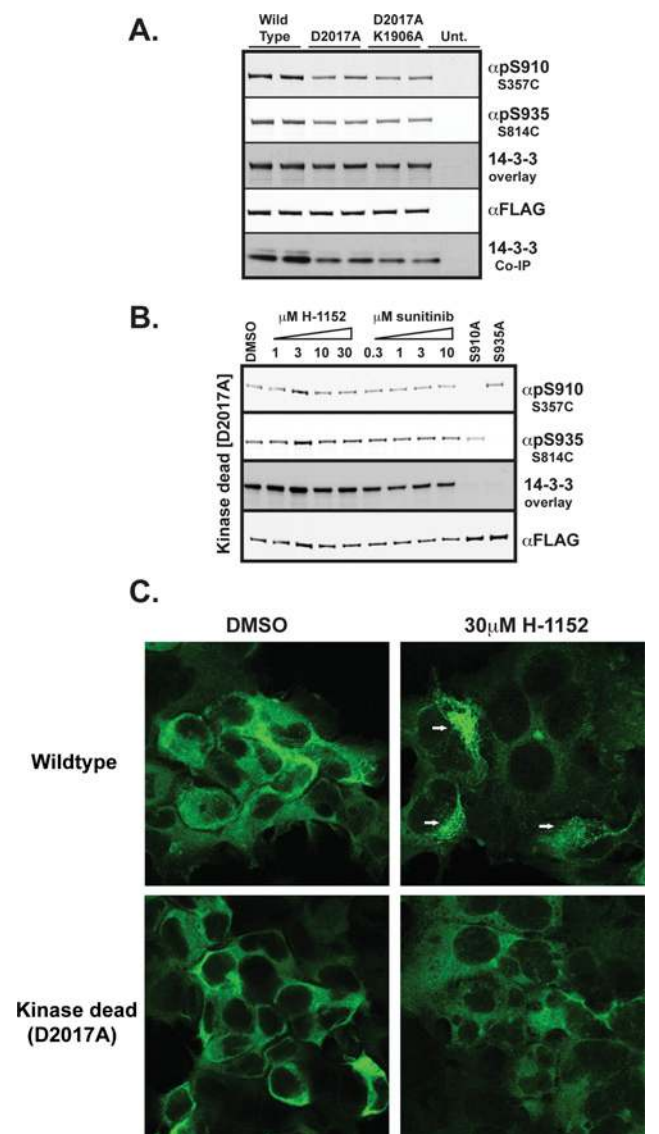 A.
Wild Type
D2017A
D2017A K1906A
Unt.
αpS910
S357C
αpS935
S814C
14-3-3
overlay
αFLAG
14-3-3
Co-IP
B.
Kinase dead [D2017A]
DMSO
μM H-1152
1 3 10 30
μM sunitinib
0.3 1 3 10
S910A
S935A
αpS910
S357C
αpS935
S814C
14-3-3
overlay
αFLAG
C.
DMSO
30μM H-1152
Wildtype
Kinase dead
(D2017A)